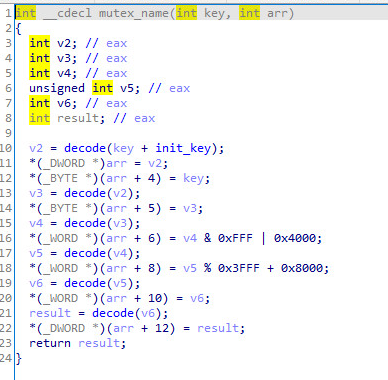 1 int __cdecl mutex_name(int key, int arr)
2 {
3 int v2; // eax
4 int v3; // eax
5 int v4; // eax
6 unsigned int v5; // eax
7 int v6; // eax
8 int result; // eax
9
10 v2 = decode(key + init_key);
11 *(_DWORD *)arr = v2;
12 *(_BYTE *)(arr + 4) = key;
13 v3 = decode(v2);
14 *(_BYTE *)(arr + 5) = v3;
15 v4 = decode(v3);
16 *(_WORD *)(arr + 6) = v4 & 0xFFF | 0x4000;
17 v5 = decode(v4);
18 *(_WORD *)(arr + 8) = v5 % 0x3FFF + 0x8000;
19 v6 = decode(v5);
20 *(_WORD *)(arr + 10) = v6;
21 result = decode(v6);
22 *(_DWORD *)(arr + 12) = result;
23 return result;
24 }